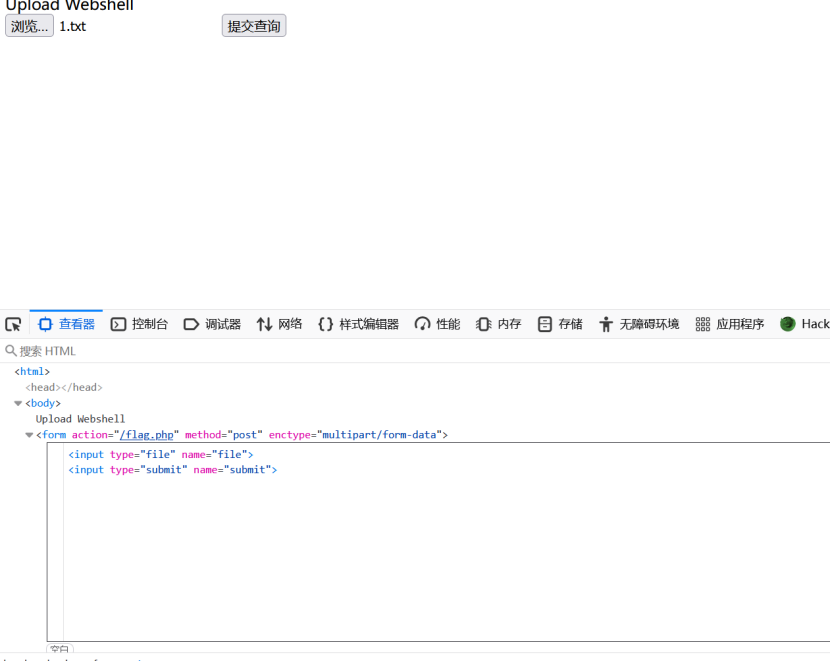 Upload Webshell
浏览... 1.txt 提交查询
查看器 控制台 调试器 网络 {} 样式编辑器 性能 内存 存储 无障碍环境 应用程序 Hack
搜索 HTML
<html>
<head></head>
<body>
Upload Webshell
<form action="/flag.php" method="post" enctype="multipart/form-data">
<input type="file" name="file">
<input type="submit" name="submit">
空白